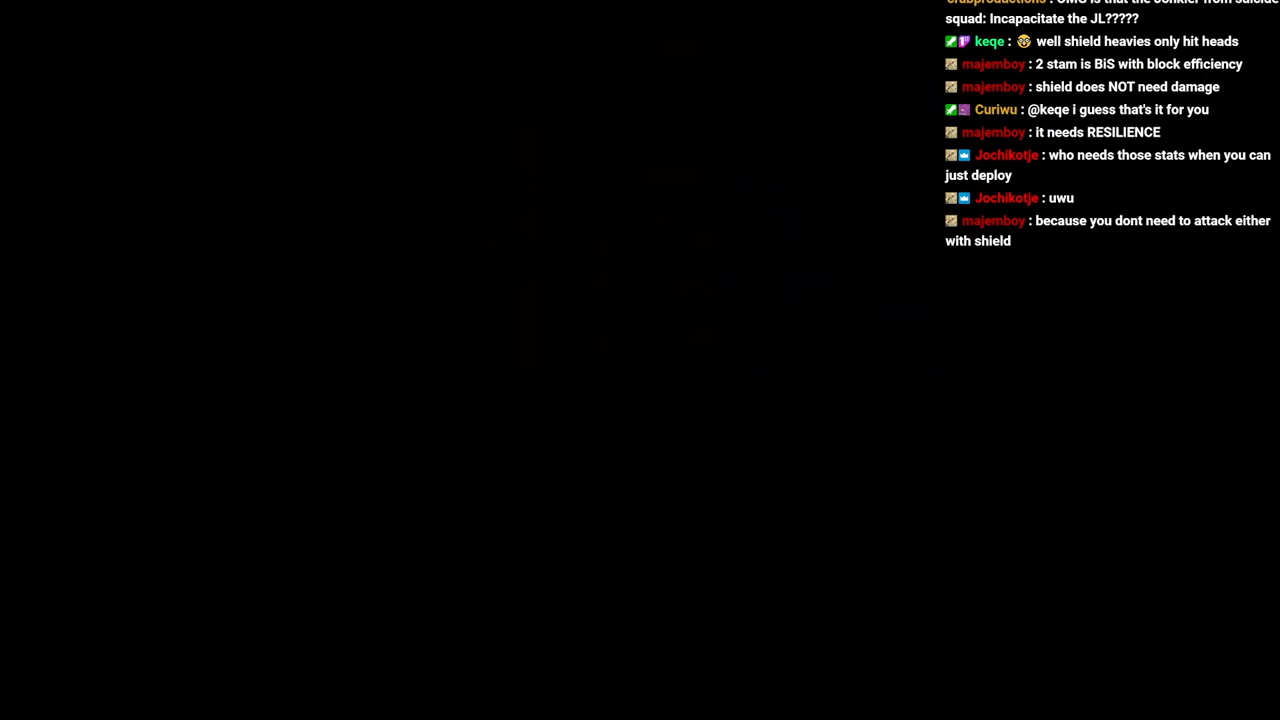 squad: Incapacitate the JL?????
keqe : 🤓 well shield heavies only hit heads
majemboy : 2 stam is BiS with block efficiency
majemboy : shield does NOT need damage
Curiwu : @keqe i guess that's it for you
majemboy : it needs RESILIENCE
Jochikotje : who needs those stats when you can
just deploy
Jochikotje : uwu
majemboy : because you dont need to attack either
with shield